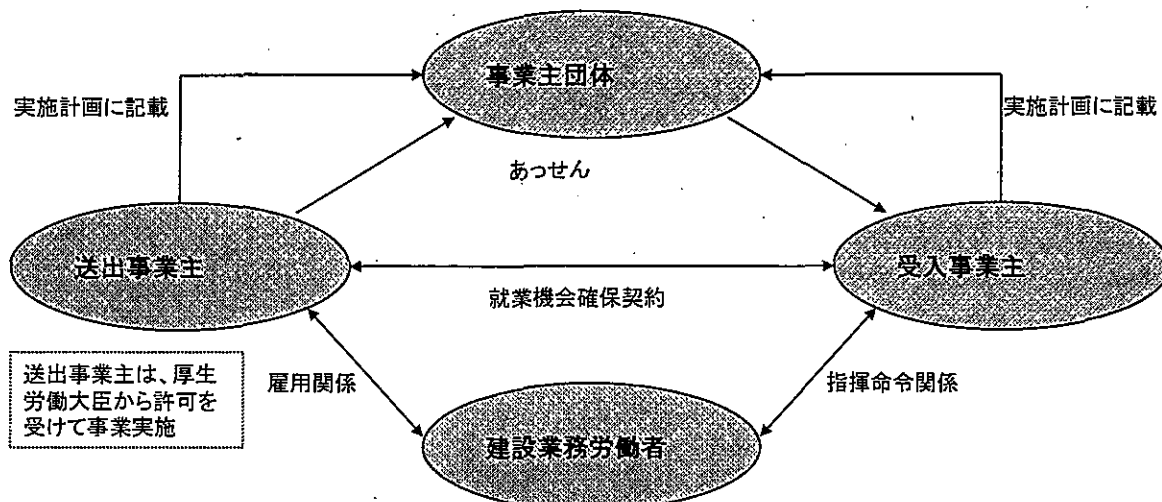 事業主団体
実施計画に記載
実施計画に記載
あっせん
送出事業主
受入事業主
就業機会確保契約
送出事業主は、厚生
労働大臣から許可を
受けて事業実施
雇用関係
指揮命令関係
建設業務労働者